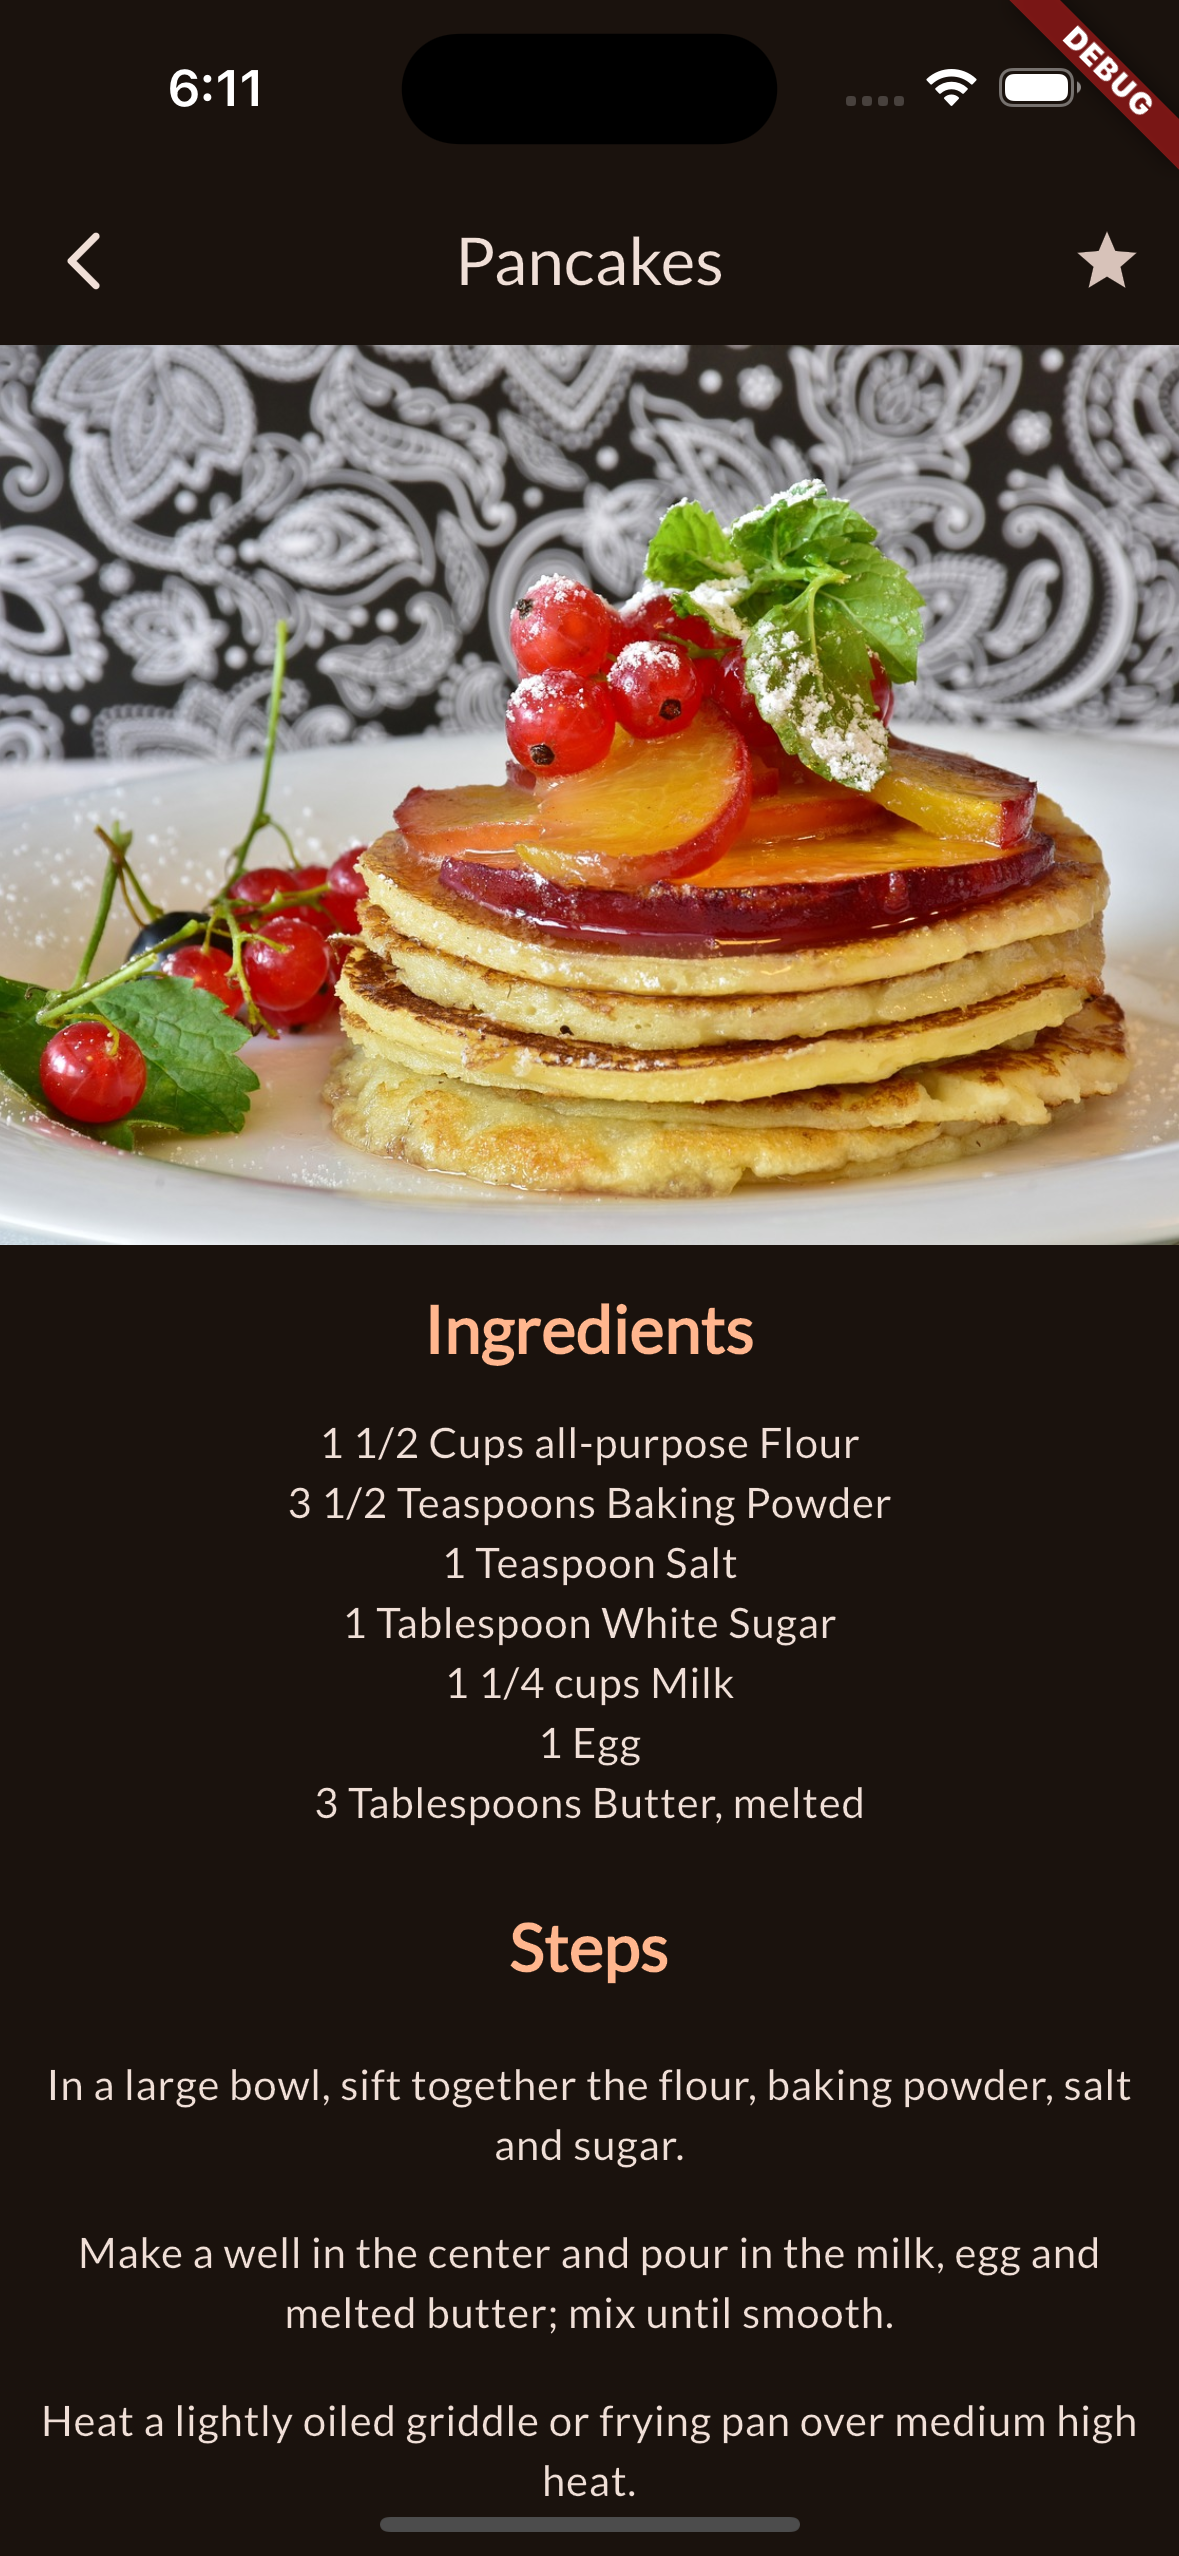 6:11
DEBUG
Pancakes
Ingredients
1 1/2 Cups all-purpose Flour
3 1/2 Teaspoons Baking Powder
1 Teaspoon Salt
1 Tablespoon White Sugar
1 1/4 cups Milk
1 Egg
3 Tablespoons Butter, melted
Steps
In a large bowl, sift together the flour, baking powder, salt
and sugar.
Make a well in the center and pour in the milk, egg and
melted butter; mix until smooth.
Heat a lightly oiled griddle or frying pan over medium high
heat.